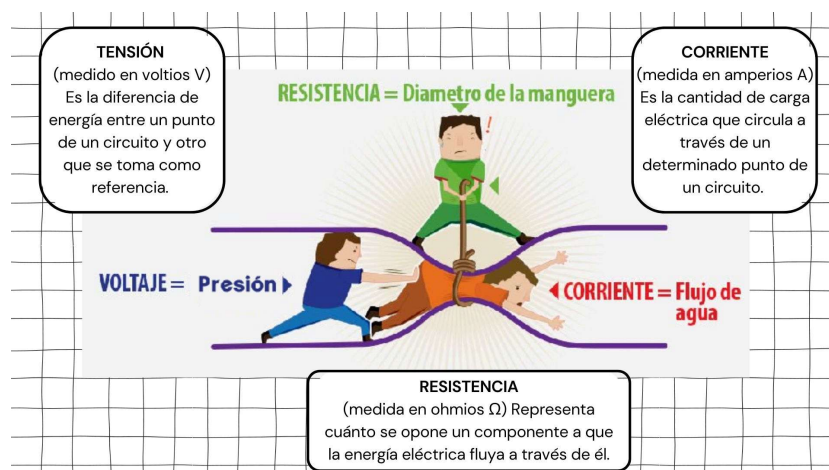 TENSIÓN
(medido en voltios V)
Es la diferencia de
energía entre un punto
de un circuito y otro
que se toma como
referencia.
CORRIENTE
(medida en amperios A)
Es la cantidad de carga
eléctrica que circula a
través de un
determinado punto de
un circuito.
RESISTENCIA = Diametro de la manguera
!
VOLTAJE = Presión
CORRIENTE = Flujo de
agua
RESISTENCIA
(medida en ohmios Ω) Representa
cuánto se opone un componente a que
la energía eléctrica fluya a través de él.